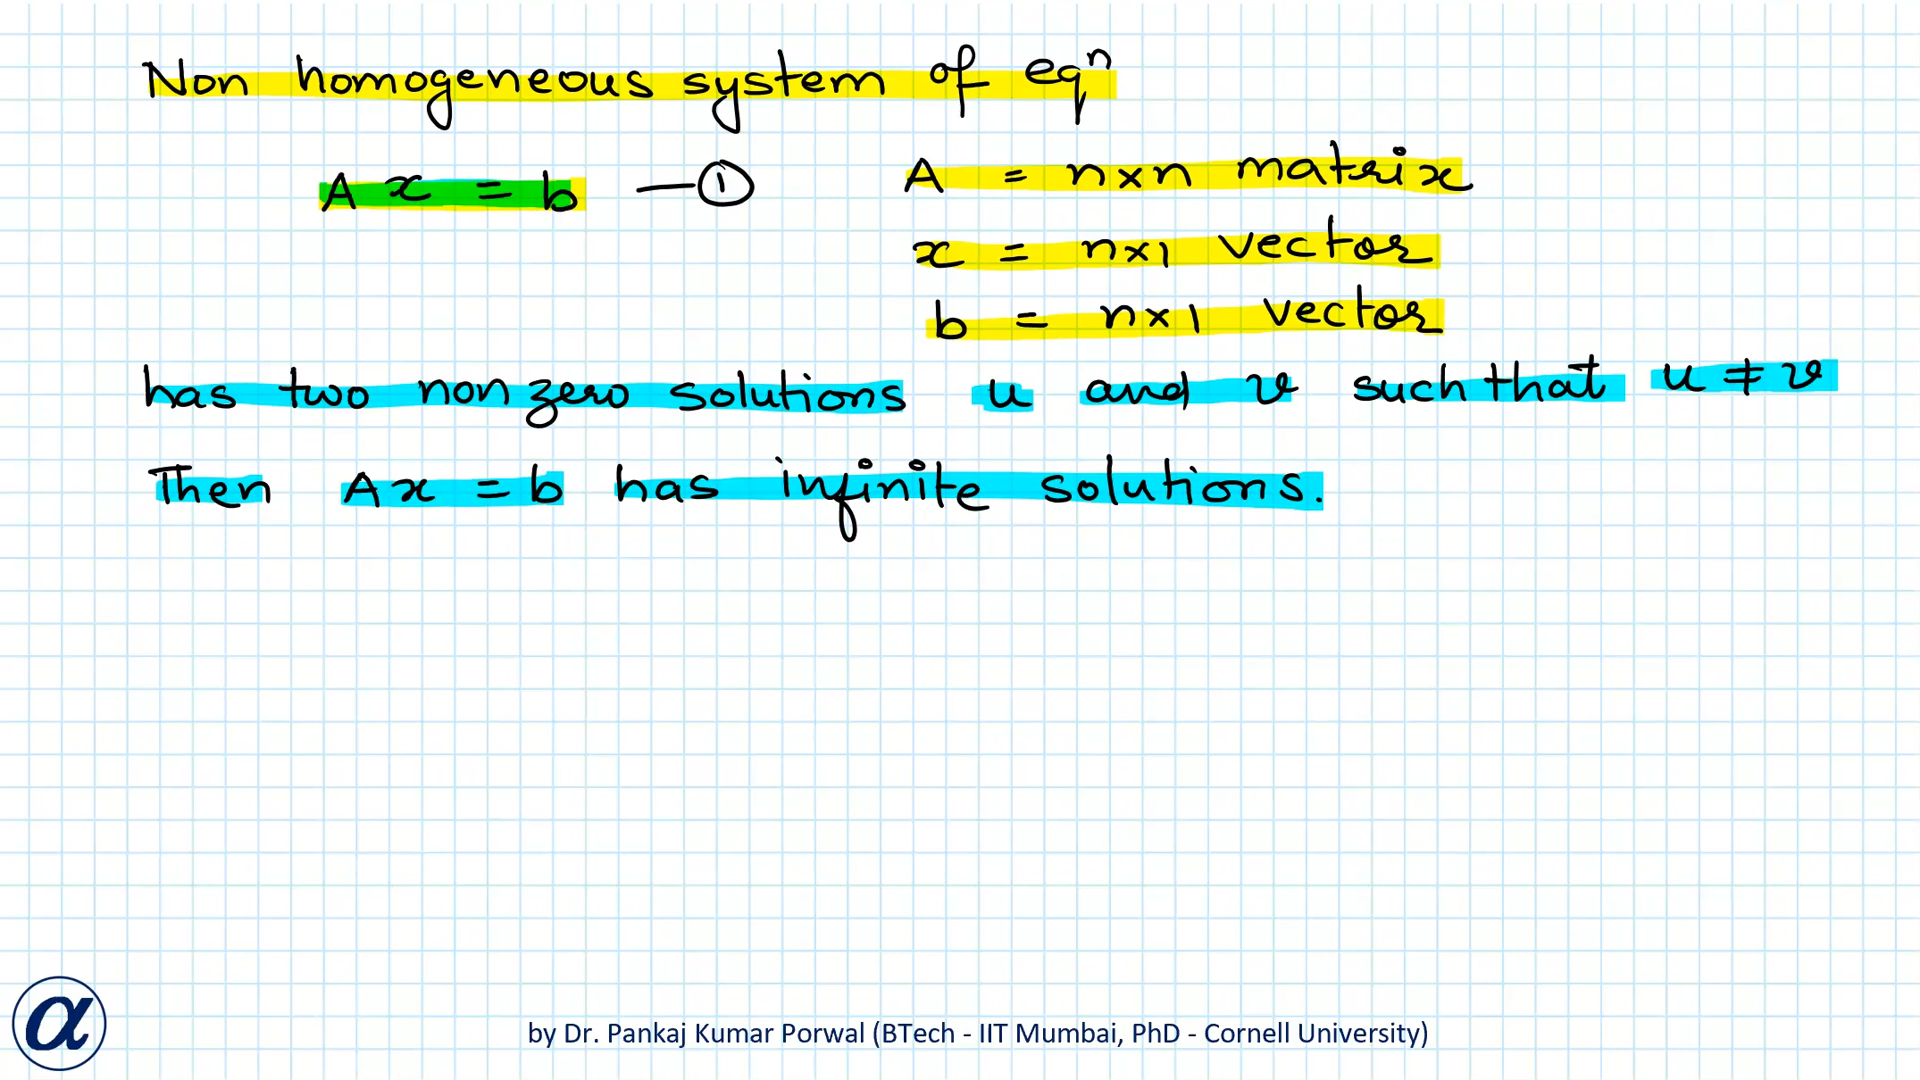 Non homogeneous system of eqⁿ
A x = b —① A = n×n matrix
x = n×1 vector
b = n×1 vector
has two non zero solutions u and v such that u ≠ v
Then Ax = b has infinite solutions.
α
by Dr. Pankaj Kumar Porwal (BTech - IIT Mumbai, PhD - Cornell University)